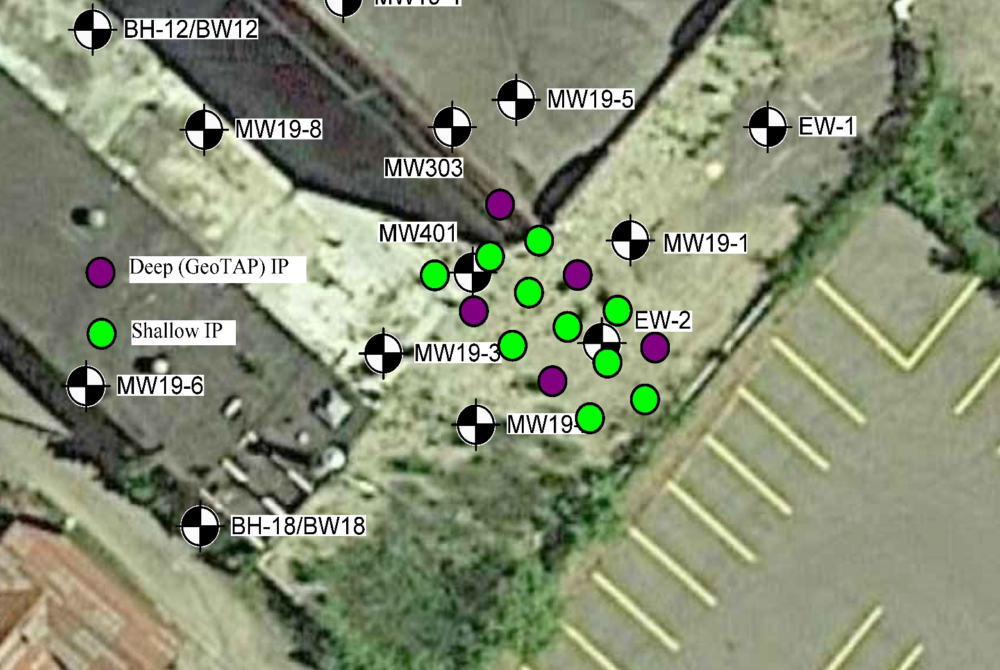 BH-12/BW12
MW19-5
MW19-8
EW-1
MW303
MW401
MW19-1
Deep (GeoTAP) IP
EW-2
Shallow IP
MW19-3
MW19-6
MW19-
BH-18/BW18